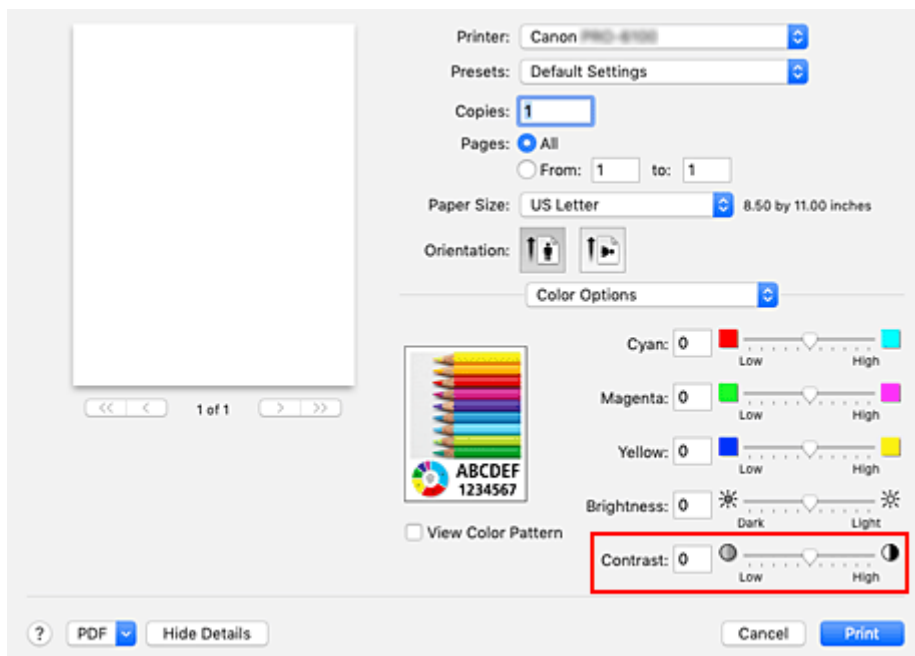 Printer: Canon
Presets: Default Settings
Copies: 1
Pages: All
From: 1 to: 1
Paper Size: US Letter 8.50 by 11.00 inches
Orientation:
Color Options
Cyan: 0
Low High
Magenta: 0
Low High
Yellow: 0
Low High
Brightness: 0
Dark Light
Contrast: 0
Low High
ABCDEF
1234567
View Color Pattern
<< < 1 of 1 > >>
? PDF Hide Details Cancel Print